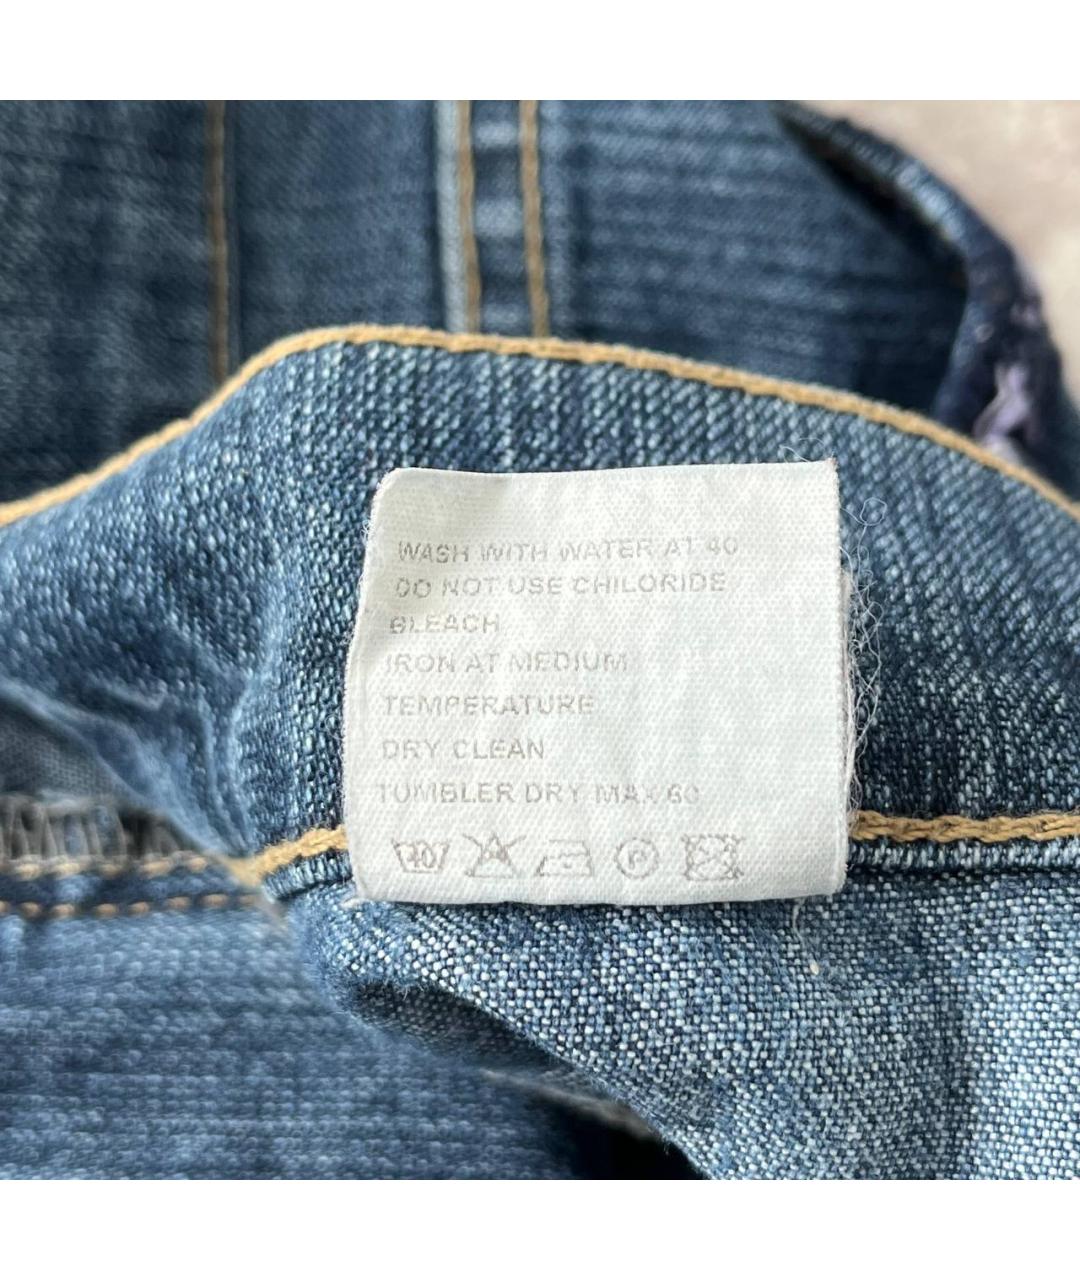 WASH WITH WATER AT 40
DO NOT USE CHILORIDE
BLEACH
IRON AT MEDIUM
TEMPERATURE
DRY CLEAN
TUMBLER DRY MAX 60
40 P